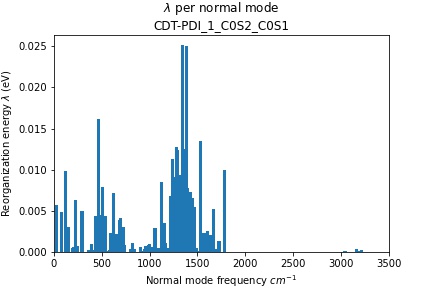 λ per normal mode
CDT-PDI_1_C0S2_C0S1
Reorganization energy λ (eV)
0.025
0.020
0.015
0.010
0.005
0.000
0 500 1000 1500 2000 2500 3000 3500
Normal mode frequency cm⁻¹